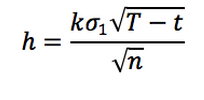 h = kσ₁√T − t / √n